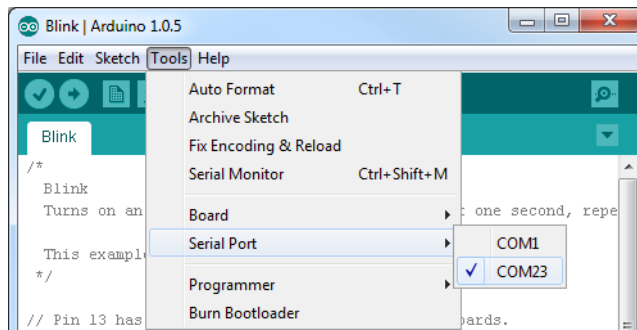 Blink | Arduino 1.0.5
File Edit Sketch Tools Help
Auto Format Ctrl+T
Archive Sketch
Fix Encoding & Reload
Serial Monitor Ctrl+Shift+M
Board
Serial Port
Programmer
Burn Bootloader
COM1
COM23
Blink
/*
Blink
Turns on an one second, repe
This exampl
*/
// Pin 13 has ards.